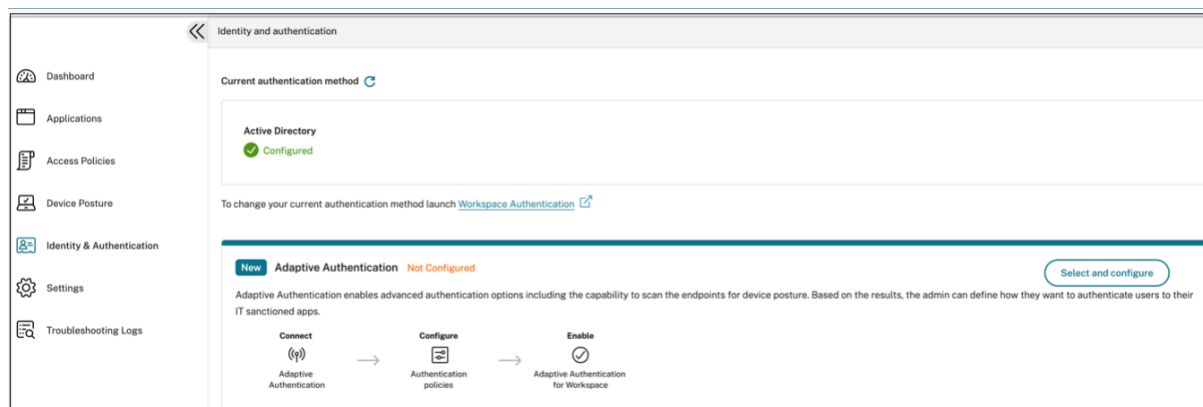 Identity and authentication
Dashboard
Applications
Access Policies
Device Posture
Identity & Authentication
Settings
Troubleshooting Logs
Current authentication method
Active Directory
Configured
To change your current authentication method launch Workspace Authentication
New Adaptive Authentication Not Configured
Select and configure
Adaptive Authentication enables advanced authentication options including the capability to scan the endpoints for device posture. Based on the results, the admin can define how they want to authenticate users to their
IT sanctioned apps.
Connect
Adaptive
Authentication
Configure
Authentication
policies
Enable
Adaptive Authentication
for Workspace